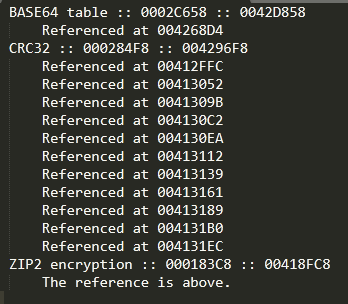 BASE64 table :: 0002C658 :: 0042D858
Referenced at 004268D4
CRC32 :: 000284F8 :: 004296F8
Referenced at 00412FFC
Referenced at 00413052
Referenced at 0041309B
Referenced at 004130C2
Referenced at 004130EA
Referenced at 00413112
Referenced at 00413139
Referenced at 00413161
Referenced at 00413189
Referenced at 004131B0
Referenced at 004131EC
ZIP2 encryption :: 000183C8 :: 00418FC8
The reference is above.